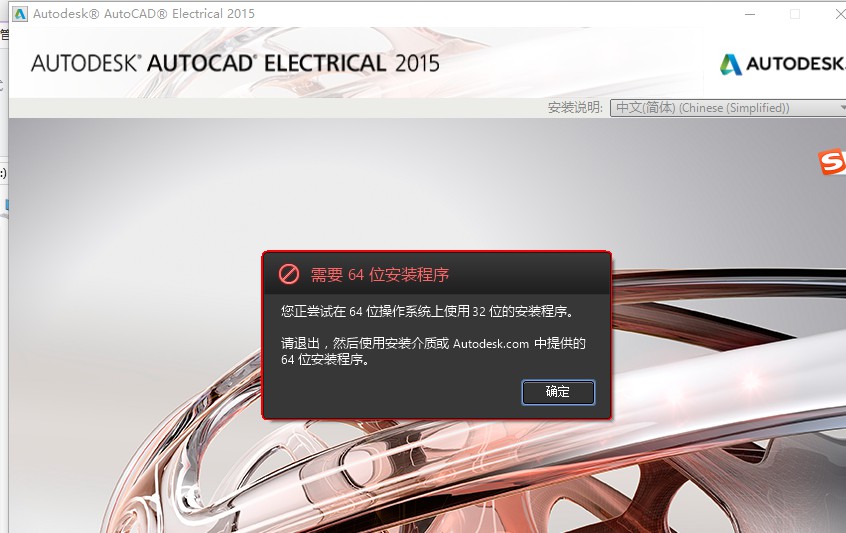 Autodesk® AutoCAD® Electrical 2015
AUTODESK® AUTOCAD® ELECTRICAL 2015
AUTODESK.
安装说明:
中文(简体) (Chinese (Simplified))
需要 64 位安装程序
您正尝试在 64 位操作系统上使用 32 位的安装程序。
请退出，然后使用安装介质或 Autodesk.com 中提供的
64 位安装程序。
确定